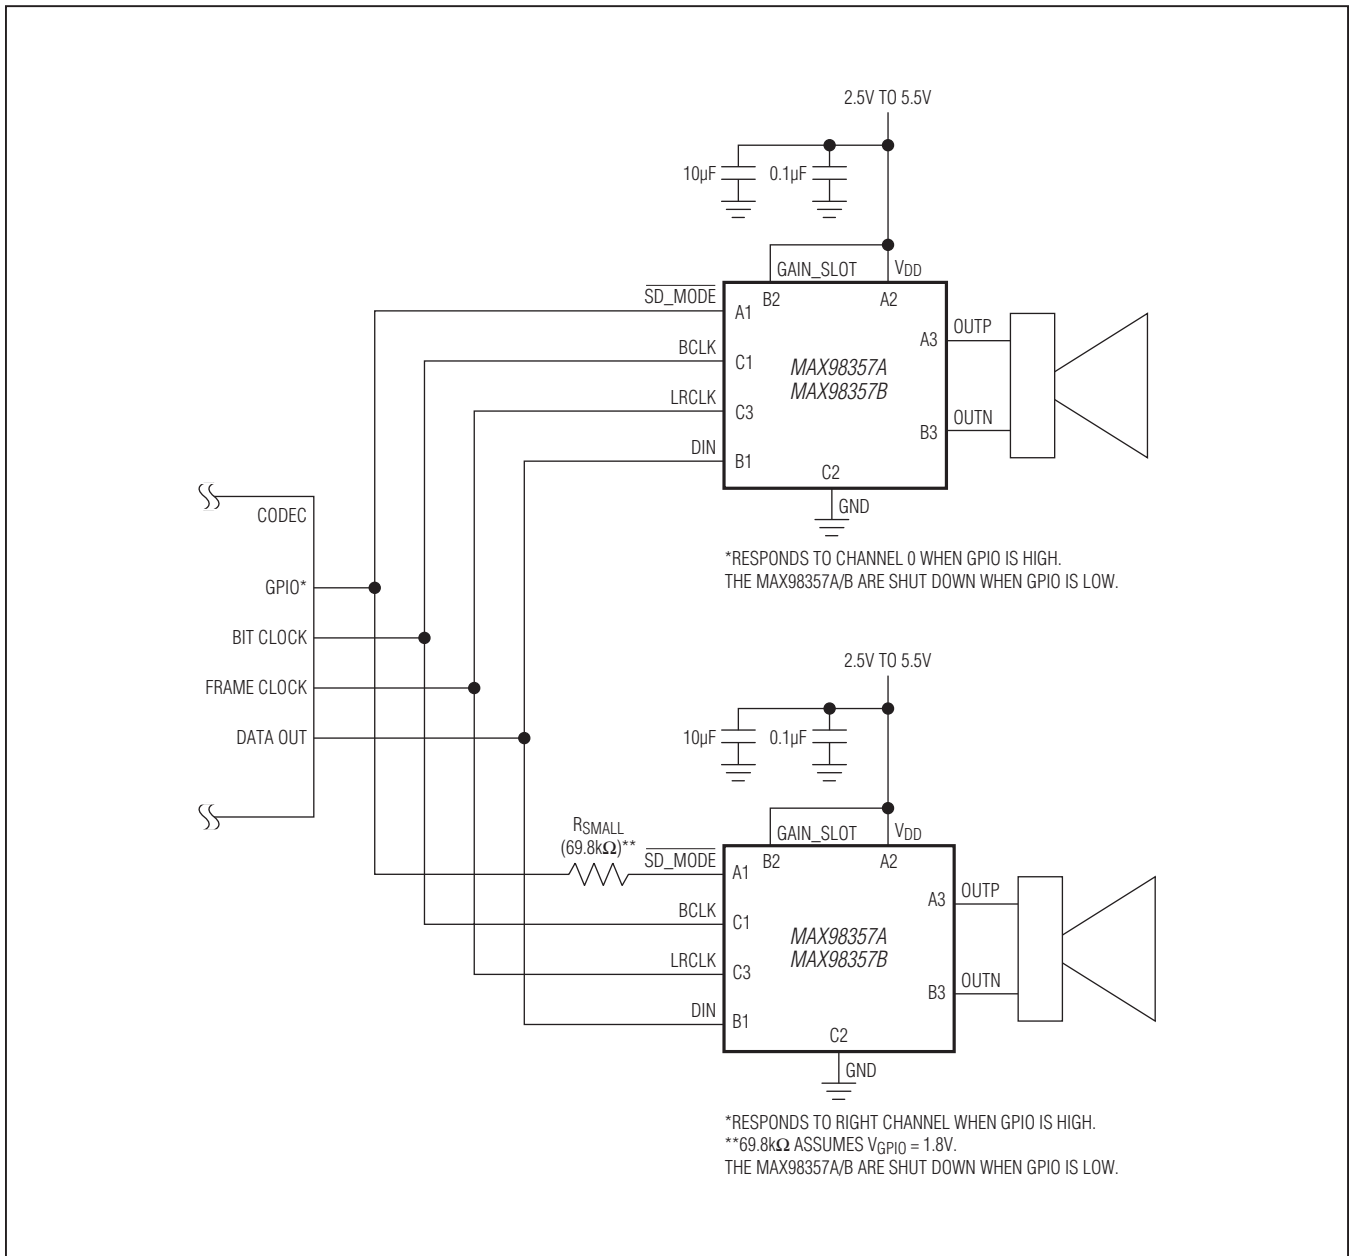 2.5V TO 5.5V
10µF
0.1µF
GAIN_SLOT
VDD
SD_MODE
B2
A2
A1
OUTP
A3
BCLK
C1
MAX98357A
MAX98357B
LRCLK
C3
OUTN
B3
DIN
B1
C2
GND
CODEC
*RESPONDS TO CHANNEL 0 WHEN GPIO IS HIGH.
THE MAX98357A/B ARE SHUT DOWN WHEN GPIO IS LOW.
GPIO*
BIT CLOCK
FRAME CLOCK
DATA OUT
2.5V TO 5.5V
10µF
0.1µF
RSMALL
(69.8kΩ)**
GAIN_SLOT
VDD
SD_MODE
B2
A2
A1
OUTP
A3
BCLK
C1
MAX98357A
MAX98357B
LRCLK
C3
OUTN
B3
DIN
B1
C2
GND
*RESPONDS TO RIGHT CHANNEL WHEN GPIO IS HIGH.
**69.8kΩ ASSUMES VGPIO = 1.8V.
THE MAX98357A/B ARE SHUT DOWN WHEN GPIO IS LOW.